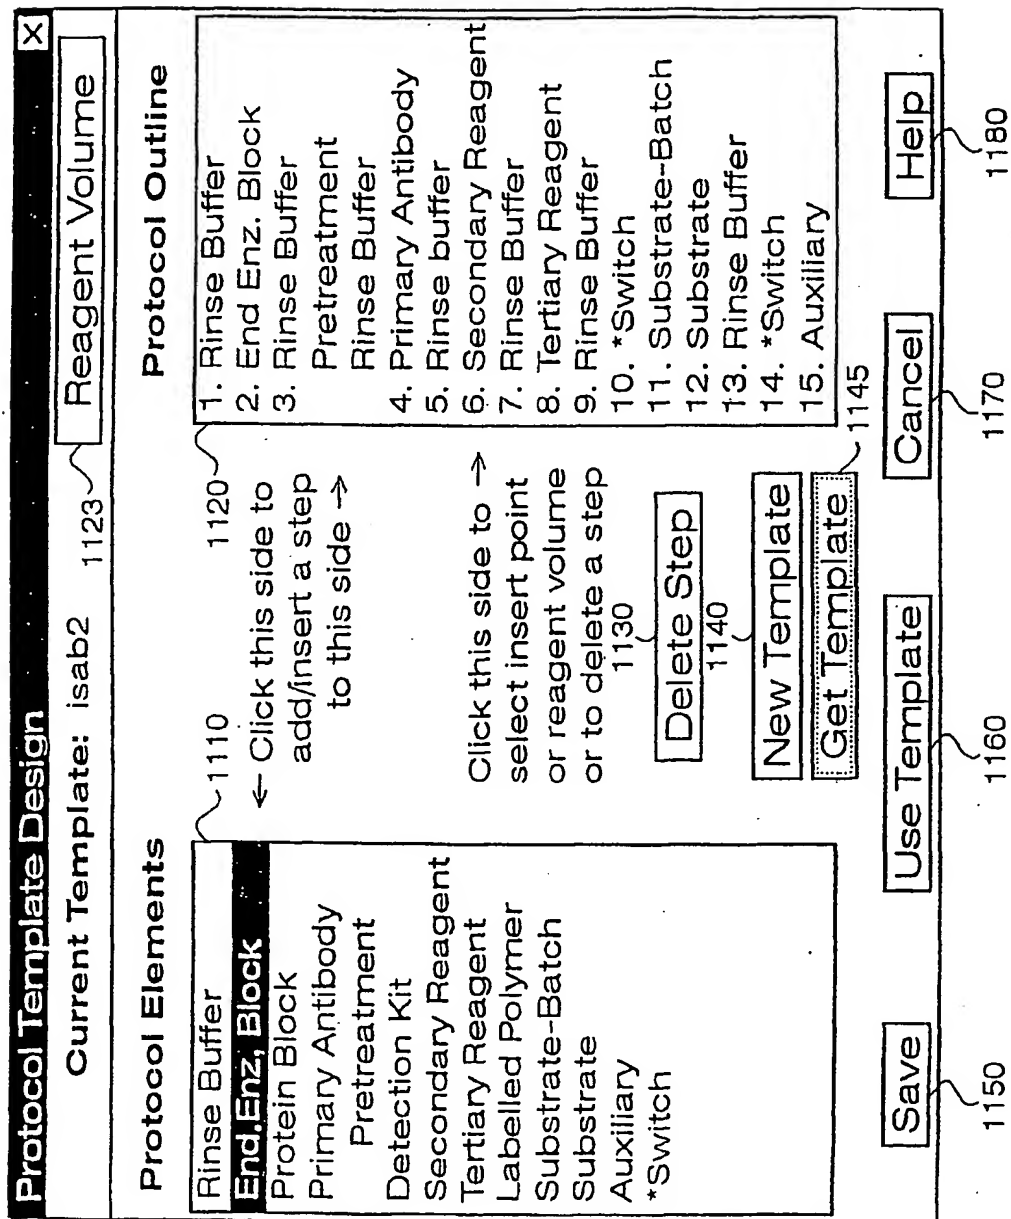 Protocol Template Design X
Current Template: isab2
1123
Reagent Volume
Protocol Elements
1110
Rinse Buffer
End.Enz, Block
Protein Block
Primary Antibody
Pretreatment
Detection Kit
Secondary Reagent
Tertiary Reagent
Labelled Polymer
Substrate-Batch
Substrate
Auxiliary
*Switch
← Click this side to
add/insert a step
to this side →
Click this side to →
select insert point
or reagent volume
or to delete a step
1130
Delete Step
1140
New Template
Get Template
1145
Protocol Outline
1120
1. Rinse Buffer
2. End Enz. Block
3. Rinse Buffer
Pretreatment
Rinse Buffer
4. Primary Antibody
5. Rinse buffer
6. Secondary Reagent
7. Rinse Buffer
8. Tertiary Reagent
9. Rinse Buffer
10. *Switch
11. Substrate-Batch
12. Substrate
13. Rinse Buffer
14. *Switch
15. Auxiliary
Save
Use Template
Cancel
Help
1150
1160
1170
1180